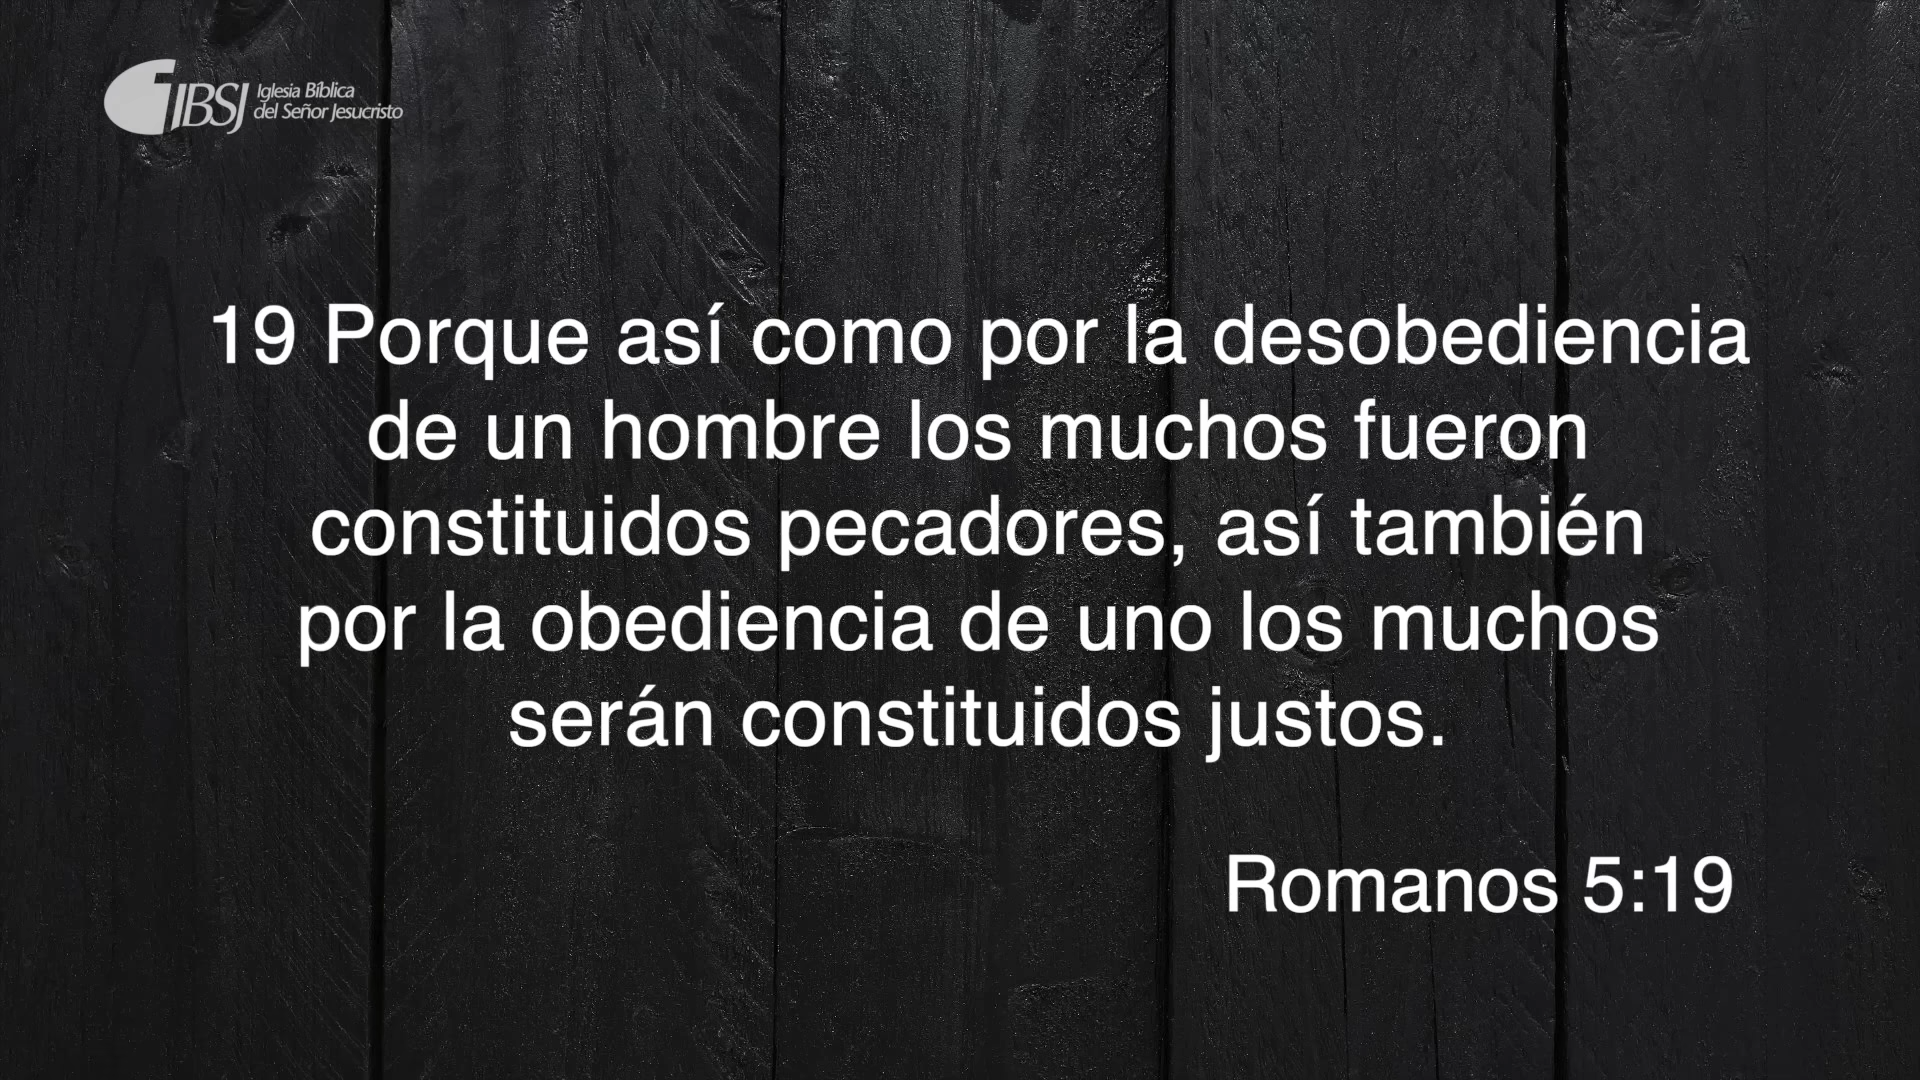 IBSJ Iglesia Bíblica
del Señor Jesucristo
19 Porque así como por la desobediencia
de un hombre los muchos fueron
constituidos pecadores, así también
por la obediencia de uno los muchos
serán constituidos justos.
Romanos 5:19